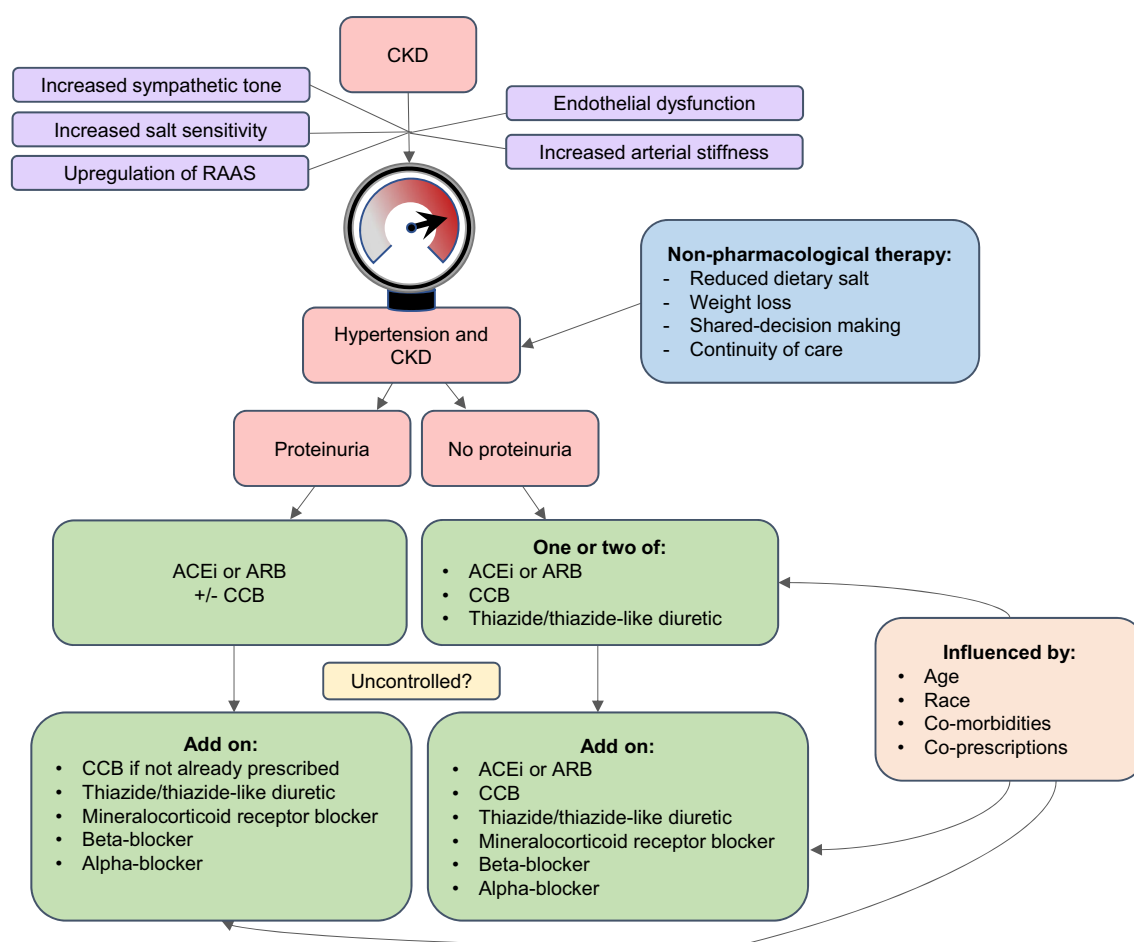 CKD
Increased sympathetic tone
Increased salt sensitivity
Upregulation of RAAS
Endothelial dysfunction
Increased arterial stiffness
Non-pharmacological therapy:
- Reduced dietary salt
- Weight loss
- Shared-decision making
- Continuity of care
Hypertension and
CKD
Proteinuria
No proteinuria
ACEi or ARB
+/- CCB
One or two of:
• ACEi or ARB
• CCB
• Thiazide/thiazide-like diuretic
Influenced by:
• Age
• Race
• Co-morbidities
• Co-prescriptions
Uncontrolled?
Add on:
• CCB if not already prescribed
• Thiazide/thiazide-like diuretic
• Mineralocorticoid receptor blocker
• Beta-blocker
• Alpha-blocker
Add on:
• ACEi or ARB
• CCB
• Thiazide/thiazide-like diuretic
• Mineralocorticoid receptor blocker
• Beta-blocker
• Alpha-blocker